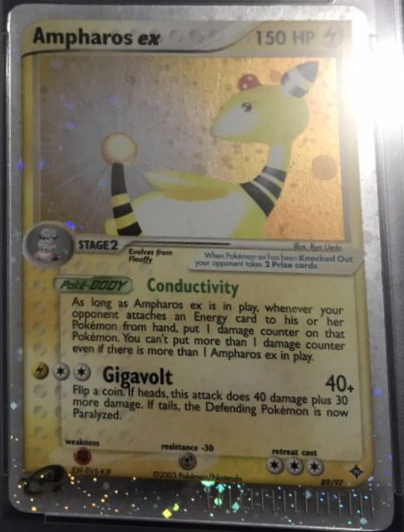 Ampharos ex 150 HP
Illus. Ryo Ueda
STAGE2
Evolves from
Flaaffy
When Pokémon-ex has been Knocked Out
your opponent takes 2 Prize cards.
Poké-BODY Conductivity
As long as Ampharos ex is in play, whenever your
opponent attaches an Energy card to his or her
Pokémon from hand, put 1 damage counter on that
Pokémon. You can't put more than 1 damage counter
even if there is more than 1 Ampharos ex in play.
Gigavolt 40+
Flip a coin. If heads, this attack does 40 damage plus 30
more damage. If tails, the Defending Pokémon is now
Paralyzed.
weakness resistance -30 retreat cost
©2003 Pokémon/Nintendo 89/97